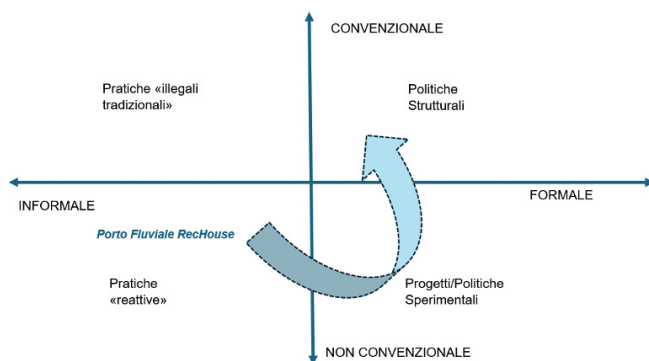 CONVENZIONALE
Pratiche «illegali
tradizionali»
Politiche
Strutturali
INFORMALE
FORMALE
Porto Fluviale RecHouse
Pratiche
«reattive»
Progetti/Politiche
Sperimentali
NON CONVENZIONALE